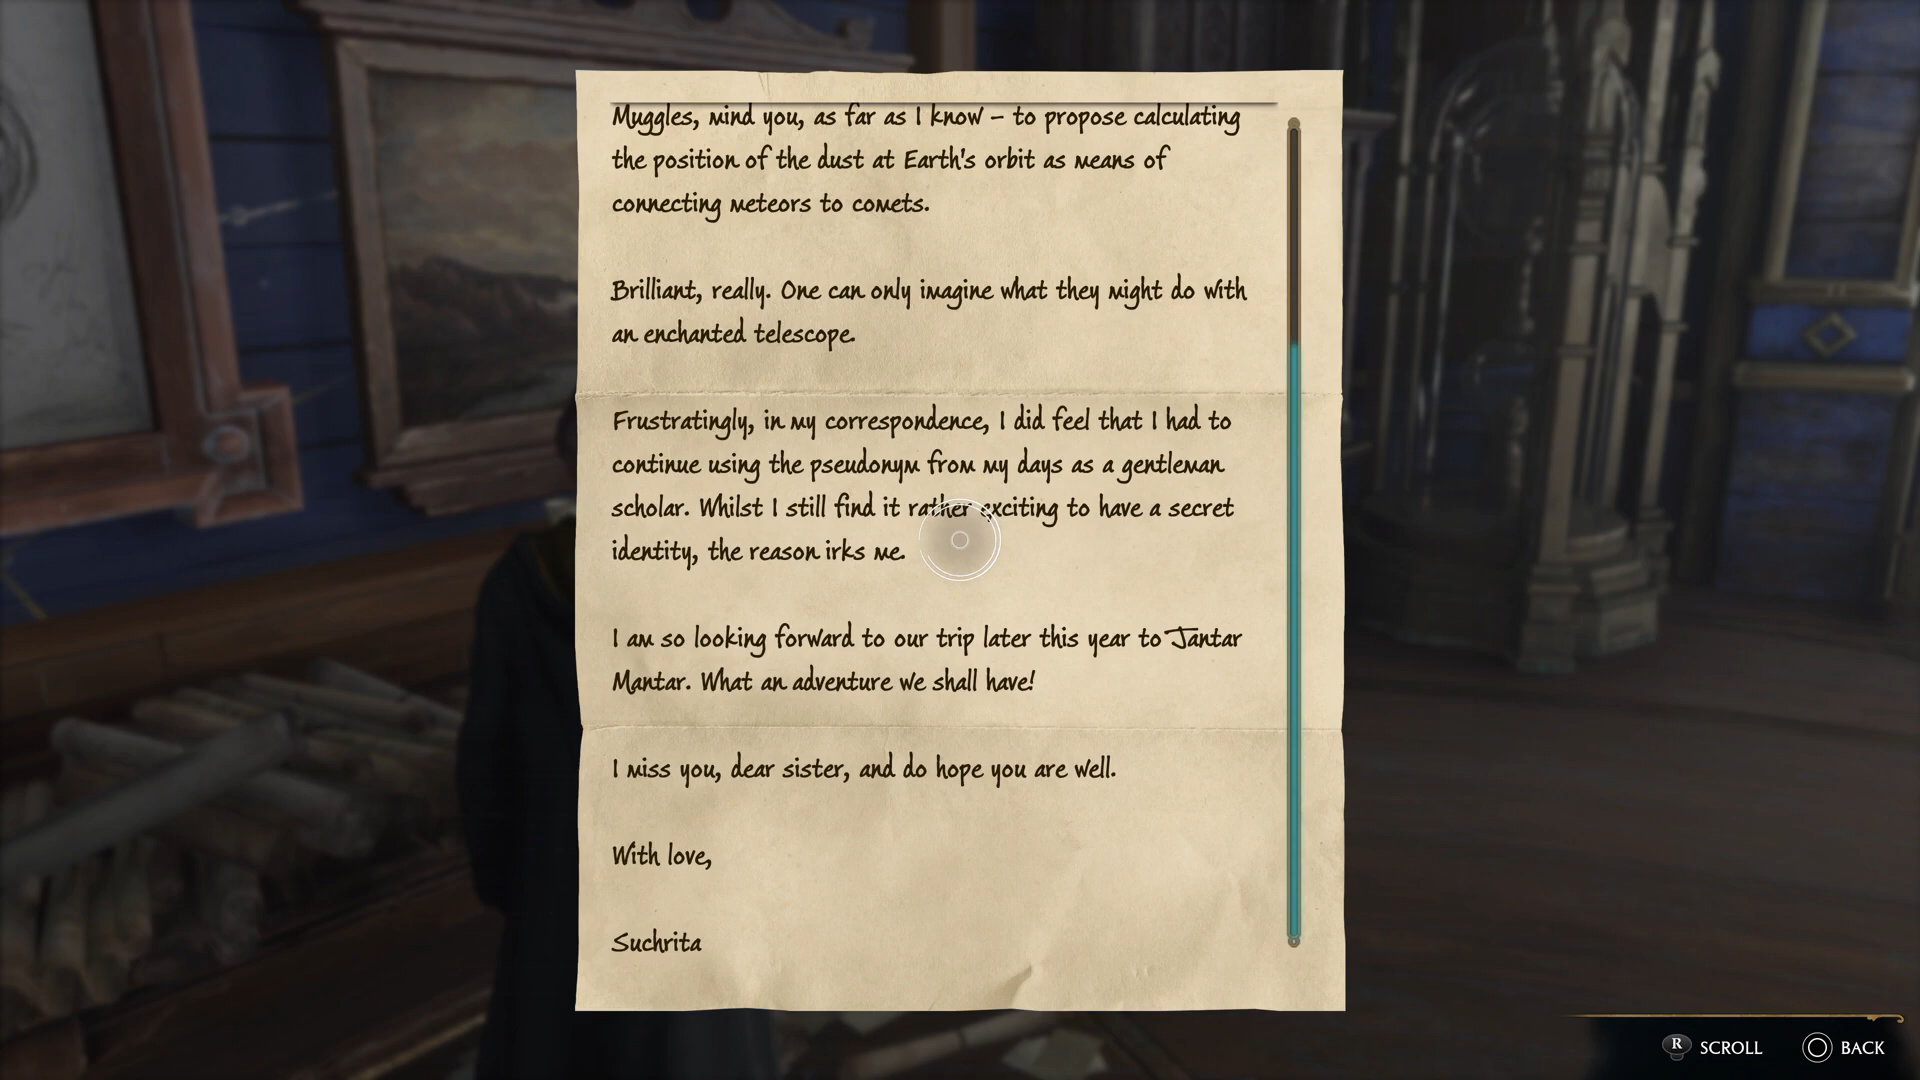 Muggles, mind you, as far as I know – to propose calculating
the position of the dust at Earth's orbit as means of
connecting meteors to comets.
Brilliant, really. One can only imagine what they might do with
an enchanted telescope.
Frustratingly, in my correspondence, I did feel that I had to
continue using the pseudonym from my days as a gentleman
scholar. Whilst I still find it rather exciting to have a secret
identity, the reason irks me.
I am so looking forward to our trip later this year to Jantar
Mantar. What an adventure we shall have!
I miss you, dear sister, and do hope you are well.
With love,
Suchrita
R SCROLL BACK